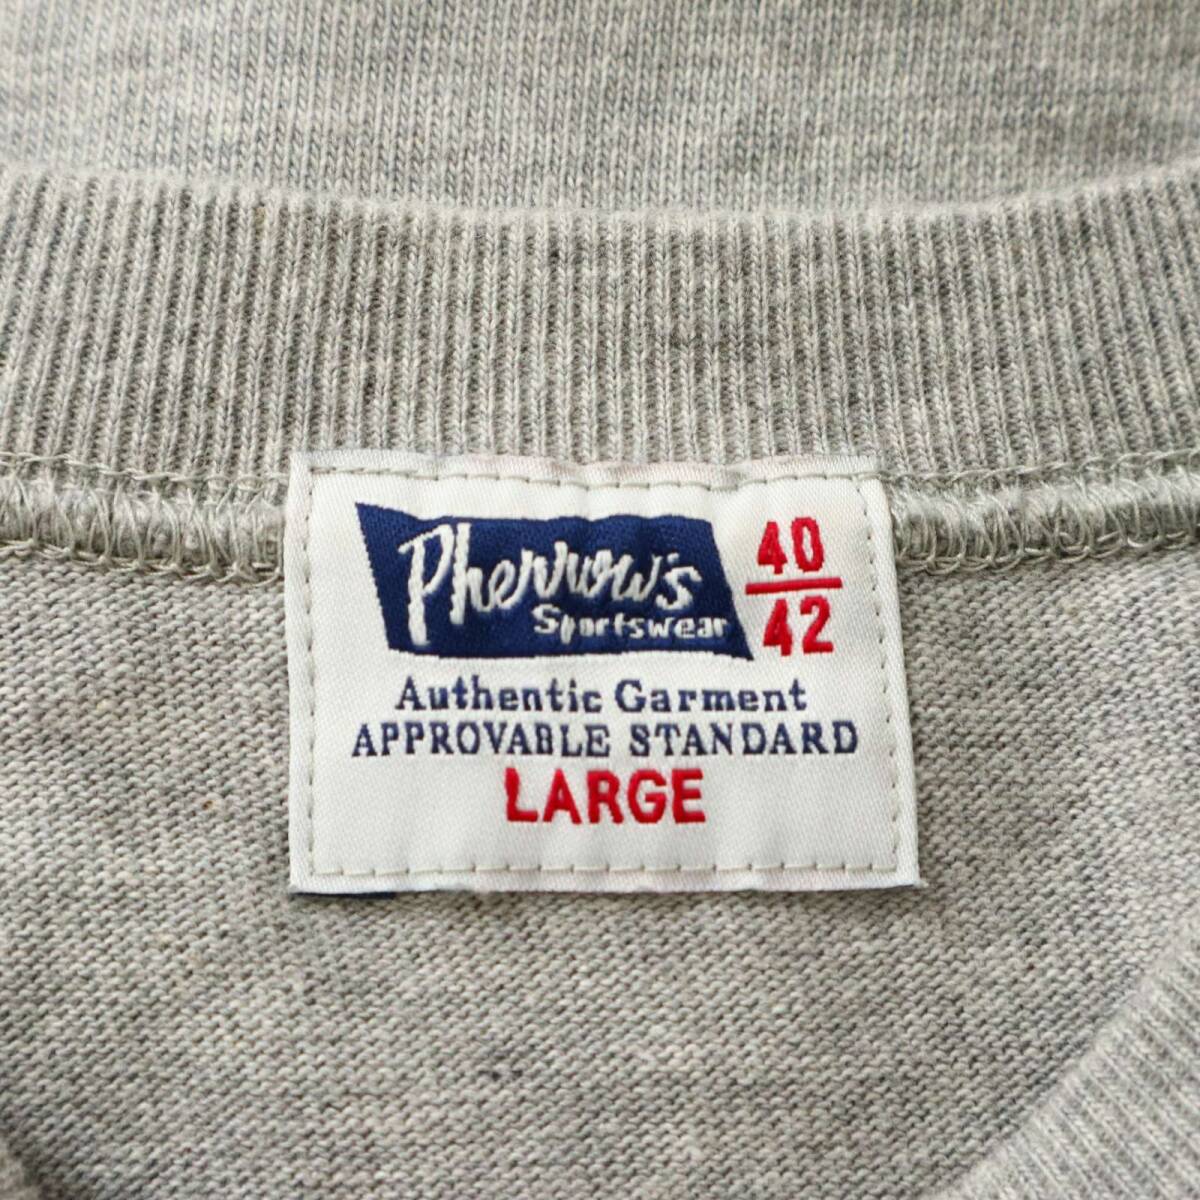 Pherrow's
Sportswear
40
42
Authentic Garment
APPROVABLE STANDARD
LARGE